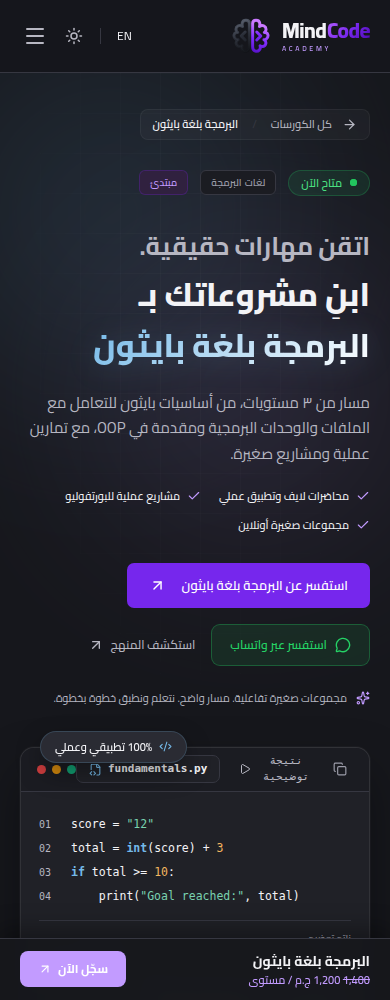 EN
MindCode
ACADEMY
كل الكورسات / البرمجة بلغة بايثون
متاح الآن
لغات البرمجة
مبتدئ
اتقن مهارات حقيقية.
ابنِ مشروعاتك بـ
البرمجة بلغة بايثون
مسار من ٣ مستويات، من أساسيات بايثون للتعامل مع
الملفات والوحدات البرمجية ومقدمة في OOP، مع تمارين
عملية ومشاريع صغيرة.
محاضرات لايف وتطبيق عملي
مشاريع عملية للبورتفوليو
مجموعات صغيرة أونلاين
استفسر عن البرمجة بلغة بايثون
استفسر عبر واتساب
استكشف المنهج
مجموعات صغيرة تفاعلية. مسار واضح. نتعلم ونطبق خطوة بخطوة.
100% تطبيقي وعملي
fundamentals.py
نتيجة
توضيحية
01 score = "12"
02 total = int(score) + 3
03 if total >= 10:
04 print("Goal reached:", total)
البرمجة بلغة بايثون
1,400 1,200 ج.م / مستوى
سجّل الآن